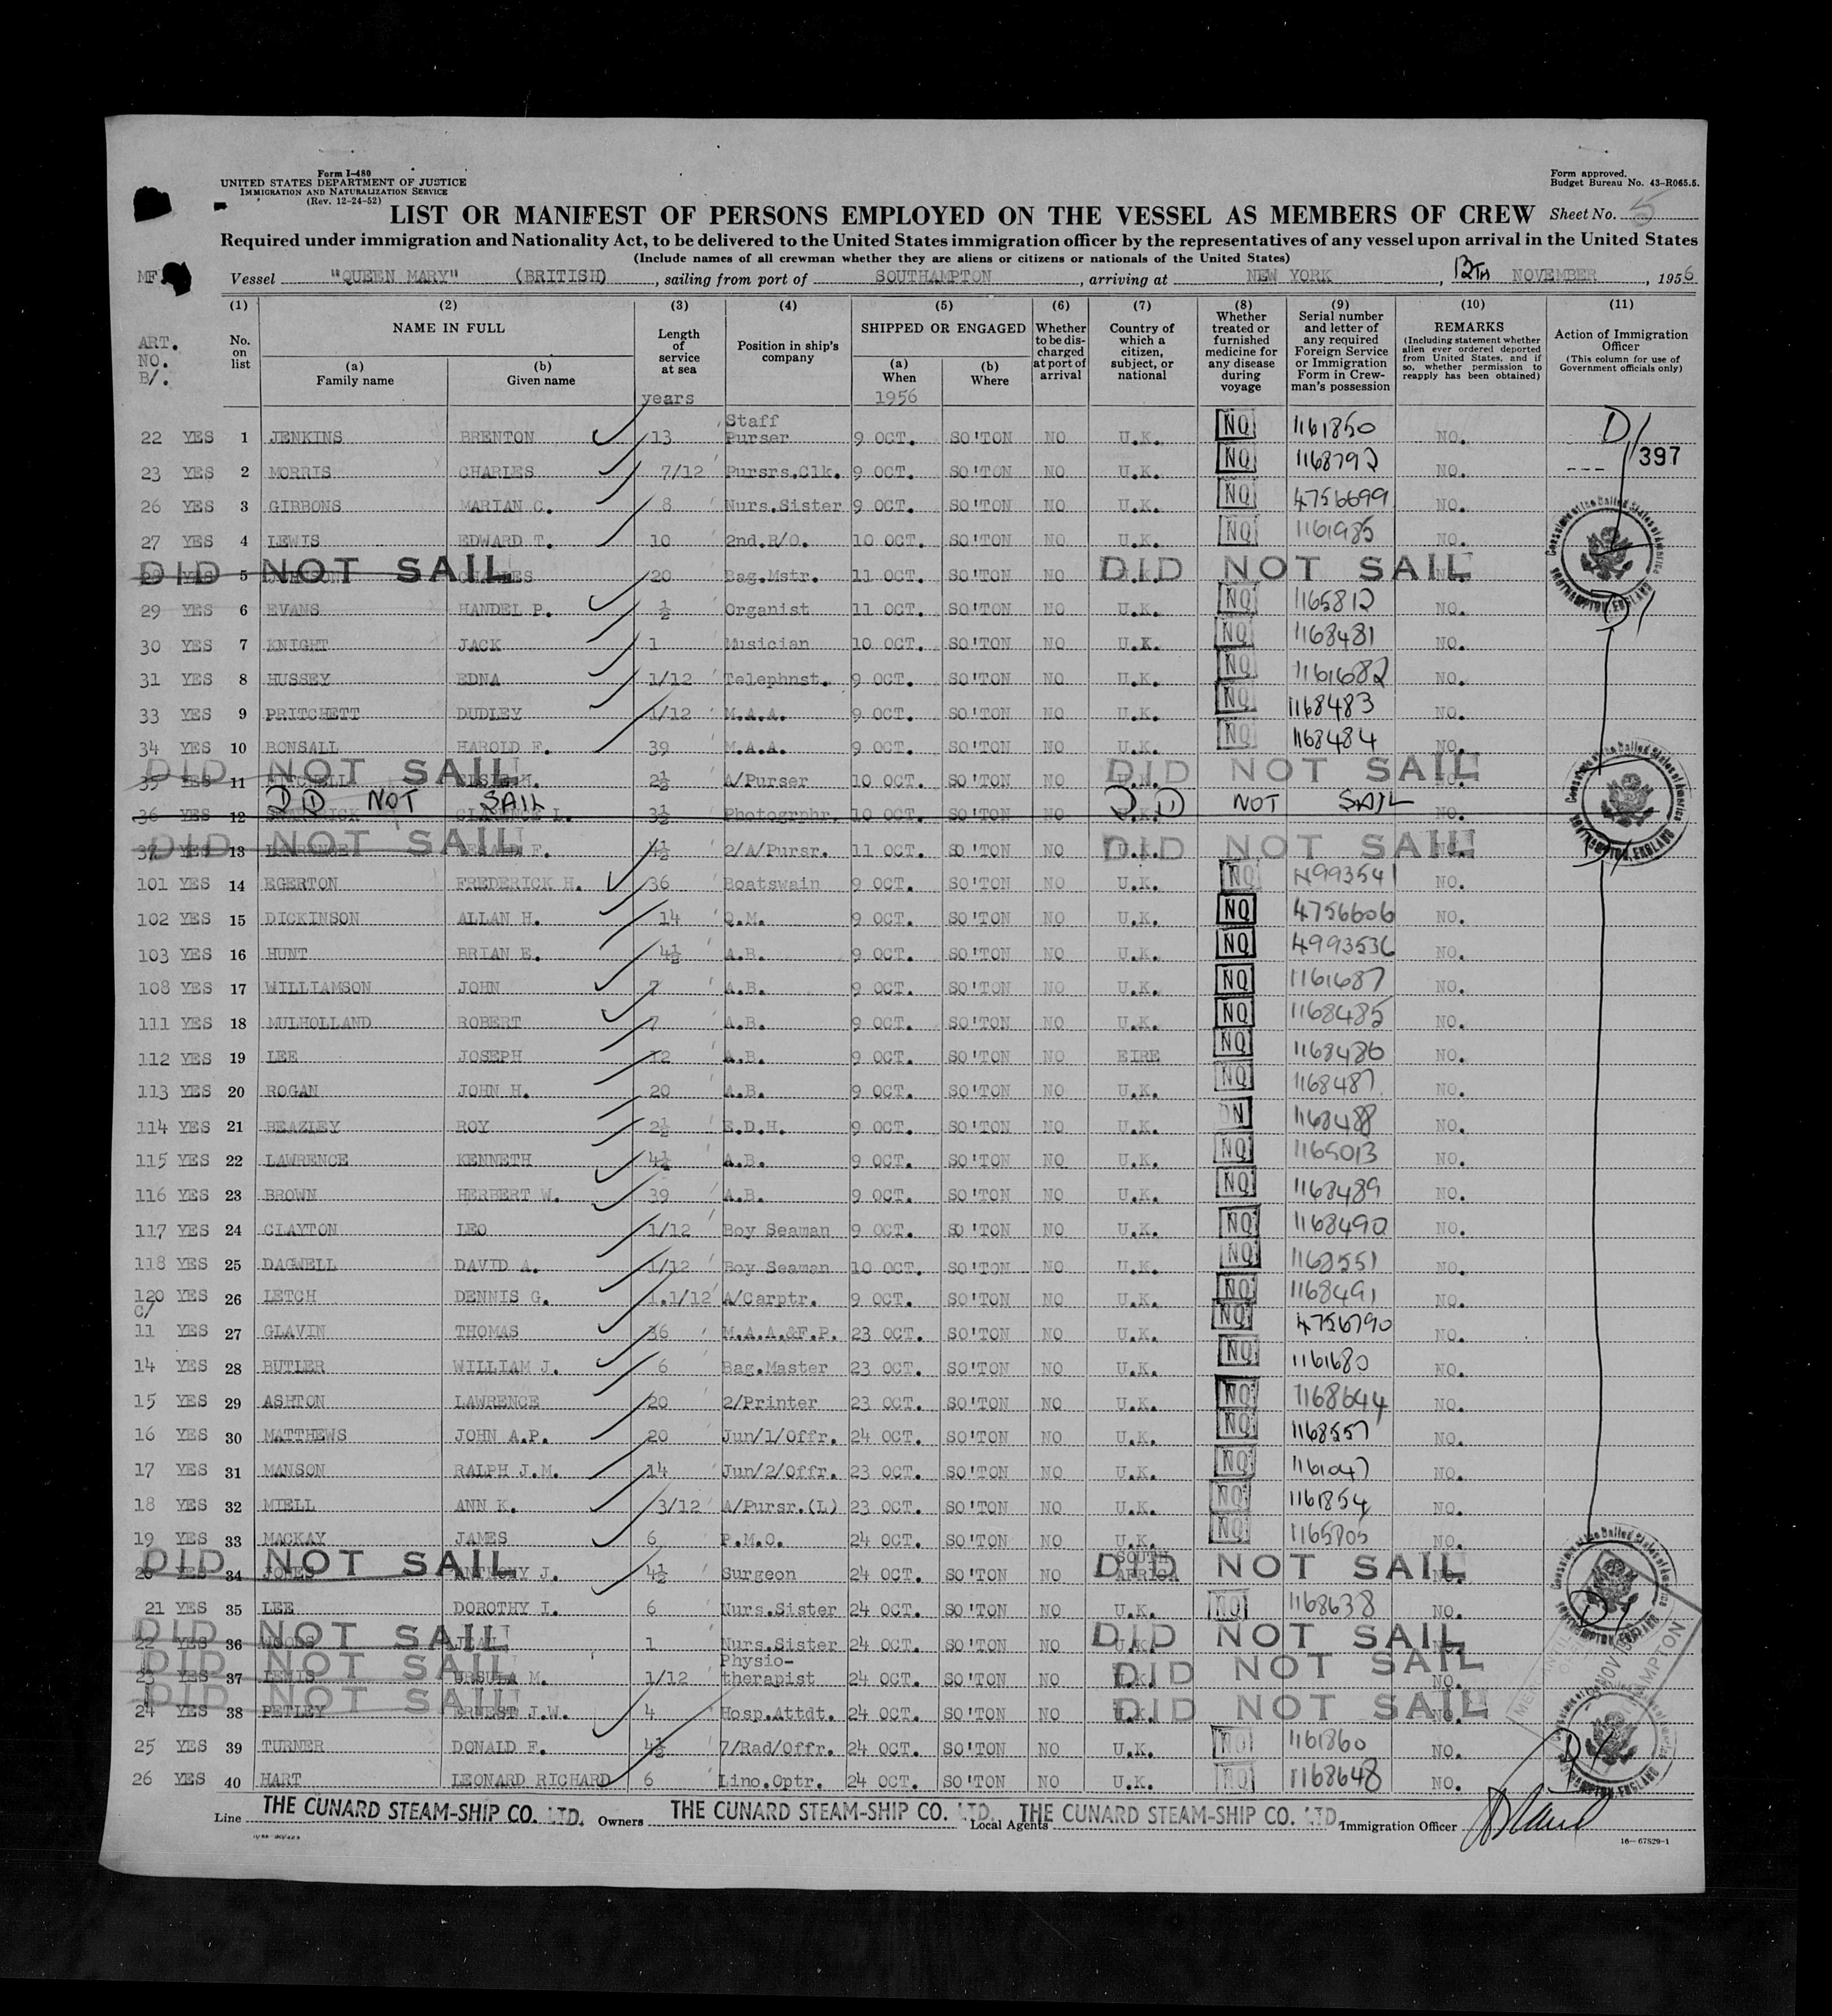 Form I-480
UNITED STATES DEPARTMENT OF JUSTICE
IMMIGRATION AND NATURALIZATION SERVICE
(Rev. 12-24-52)
Form approved.
Budget Bureau No. 43-R065.5.
LIST OR MANIFEST OF PERSONS EMPLOYED ON THE VESSEL AS MEMBERS OF CREW Sheet No. 5
Required under immigration and Nationality Act, to be delivered to the United States immigration officer by the representatives of any vessel upon arrival in the United States
(Include names of all crewman whether they are aliens or citizens or nationals of the United States)
MF. Vessel "QUEEN MARY" (BRITISH), sailing from port of SOUTHAMPTON, arriving at NEW YORK, 13TH NOVEMBER, 1956
(1) (2) (3) (4) (5) (6) (7) (8) (9) (10) (11)
ART. NO. B/. No. on list NAME IN FULL (a) Family name (b) Given name Length of service at sea years Position in ship's company SHIPPED OR ENGAGED (a) When 1956 (b) Where Whether to be discharged at port of arrival Country of which a citizen, subject, or national Whether treated or furnished medicine for any disease during voyage Serial number and letter of any required Foreign Service or Immigration Form in Crewman's possession REMARKS (Including statement whether alien ever ordered deported from United States, and if so, whether permission to reapply has been obtained) Action of Immigration Officer (This column for use of Government officials only)
22 YES 1 JENKINS BRENTON 13 Staff Purser 9 OCT. SO'TON NO U.K. NO 1161850 NO. D/
23 YES 2 MORRIS CHARLES 7/12 Pursrs.Clk. 9 OCT. SO'TON NO U.K. NO 1168792 NO. --- 397
26 YES 3 GIBBONS MARIAN C. 8 Nurs.Sister 9 OCT. SO'TON NO U.K. NO 4756699 NO.
27 YES 4 LEWIS EDWARD T. 10 2nd.R/O. 10 OCT. SO'TON NO U.K. NO 1161985 NO.
DID NOT SAIL 5 20 Bag.Mstr. 11 OCT. SO'TON NO DID NOT SAIL
29 YES 6 EVANS HANDEL P. ½ Organist 11 OCT. SO'TON NO U.K. NO 1165812 NO.
30 YES 7 KNIGHT JACK 1 Musician 10 OCT. SO'TON NO U.K. NO 1168481 NO.
31 YES 8 HUSSEY EDNA 1/12 Telephnst. 9 OCT. SO'TON NO U.K. NO 1161682 NO.
33 YES 9 PRITCHETT DUDLEY 1/12 M.A.A. 9 OCT. SO'TON NO U.K. NO 1168483 NO.
34 YES 10 RONSALL HAROLD F. 39 M.A.A. 9 OCT. SO'TON NO U.K. NO 1168484 NO.
35 YES 11 DID NOT SAIL 2½ A/Purser 10 OCT. SO'TON NO DID NOT SAIL
36 YES 12 DID NOT SAIL CLARENCE L. 3½ Photogrphr. 10 OCT. SO'TON NO U.K. DID NOT SAIL NO.
37 YES 13 DID NOT SAIL 4½ 2/A/Pursr. 11 OCT. SO'TON NO DID NOT SAIL
101 YES 14 EGERTON FREDERICK H. 36 Boatswain 9 OCT. SO'TON NO U.K. NO 4993541 NO.
102 YES 15 DICKINSON ALLAN H. 14 Q.M. 9 OCT. SO'TON NO U.K. NO 4756606 NO.
103 YES 16 HUNT BRIAN E. 4½ A.B. 9 OCT. SO'TON NO U.K. NO 4993536 NO.
108 YES 17 WILLIAMSON JOHN 7 A.B. 9 OCT. SO'TON NO U.K. NO 1161687 NO.
111 YES 18 MULHOLLAND ROBERT 7 A.B. 9 OCT. SO'TON NO U.K. NO 1168485 NO.
112 YES 19 LEE JOSEPH 12 A.B. 9 OCT. SO'TON NO EIRE NO 1168486 NO.
113 YES 20 ROGAN JOHN H. 20 A.B. 9 OCT. SO'TON NO U.K. NO 1168487 NO.
114 YES 21 BEAZLEY ROY 2½ E.D.H. 9 OCT. SO'TON NO U.K. NO 1168488 NO.
115 YES 22 LAWRENCE KENNETH 4½ A.B. 9 OCT. SO'TON NO U.K. NO 1165013 NO.
116 YES 23 BROWN HERBERT W. 39 A.B. 9 OCT. SO'TON NO U.K. NO 1168489 NO.
117 YES 24 CLAYTON LEO 1/12 Boy Seaman 9 OCT. SO'TON NO U.K. NO 1168490 NO.
118 YES 25 DAGWELL DAVID A. 1/12 Boy Seaman 10 OCT. SO'TON NO U.K. NO 1168551 NO.
120 YES 26 LETCH DENNIS G. 1.1/12 A/Carptr. 9 OCT. SO'TON NO U.K. NO 1168491 NO.
C/
11 YES 27 GLAVIN THOMAS 36 M.A.A.&F.P. 23 OCT. SO'TON NO U.K. NO 4756790 NO.
14 YES 28 BUTLER WILLIAM J. 6 Bag.Master 23 OCT. SO'TON NO U.K. NO 1161680 NO.
15 YES 29 ASHTON LAWRENCE 20 2/Printer 23 OCT. SO'TON NO U.K. NO 1168644 NO.
16 YES 30 MATTHEWS JOHN A.P. 20 Jun/1/Offr. 24 OCT. SO'TON NO U.K. NO 1168557 NO.
17 YES 31 MANSON RALPH J.M. 14 Jun/2/Offr. 23 OCT. SO'TON NO U.K. NO 1161047 NO.
18 YES 32 MIELL ANN K. 3/12 A/Pursr.(L) 23 OCT. SO'TON NO U.K. NO 1161854 NO.
19 YES 33 MACKAY JAMES 6 P.M.O. 24 OCT. SO'TON NO U.K. NO 1165805 NO.
20 YES 34 DID NOT SAIL JONES ANTHONY J. 4½ Surgeon 24 OCT. SO'TON NO SOUTH AFRICA DID NOT SAIL
21 YES 35 LEE DOROTHY I. 6 Nurs.Sister 24 OCT. SO'TON NO U.K. NO 1168638 NO.
22 YES 36 DID NOT SAIL 1 Nurs.Sister 24 OCT. SO'TON NO U.K. DID NOT SAIL
23 YES 37 DID NOT SAIL LEWIS URSULA M. 1/12 Physio-therapist 24 OCT. SO'TON NO U.K. DID NOT SAIL NO.
24 YES 38 DID NOT SAIL PETLEY ERNEST J.W. 4 Hosp.Attdt. 24 OCT. SO'TON NO U.K. DID NOT SAIL NO.
25 YES 39 TURNER DONALD F. 4½ 7/Rad/Offr. 24 OCT. SO'TON NO U.K. NO 1161860 NO.
26 YES 40 HART LEONARD RICHARD 6 Lino.Optr. 24 OCT. SO'TON NO U.K. NO 1168648 NO.
Line THE CUNARD STEAM-SHIP CO. LTD. Owners THE CUNARD STEAM-SHIP CO. LTD. Local Agents THE CUNARD STEAM-SHIP CO. LTD. Immigration Officer
16-67829-1